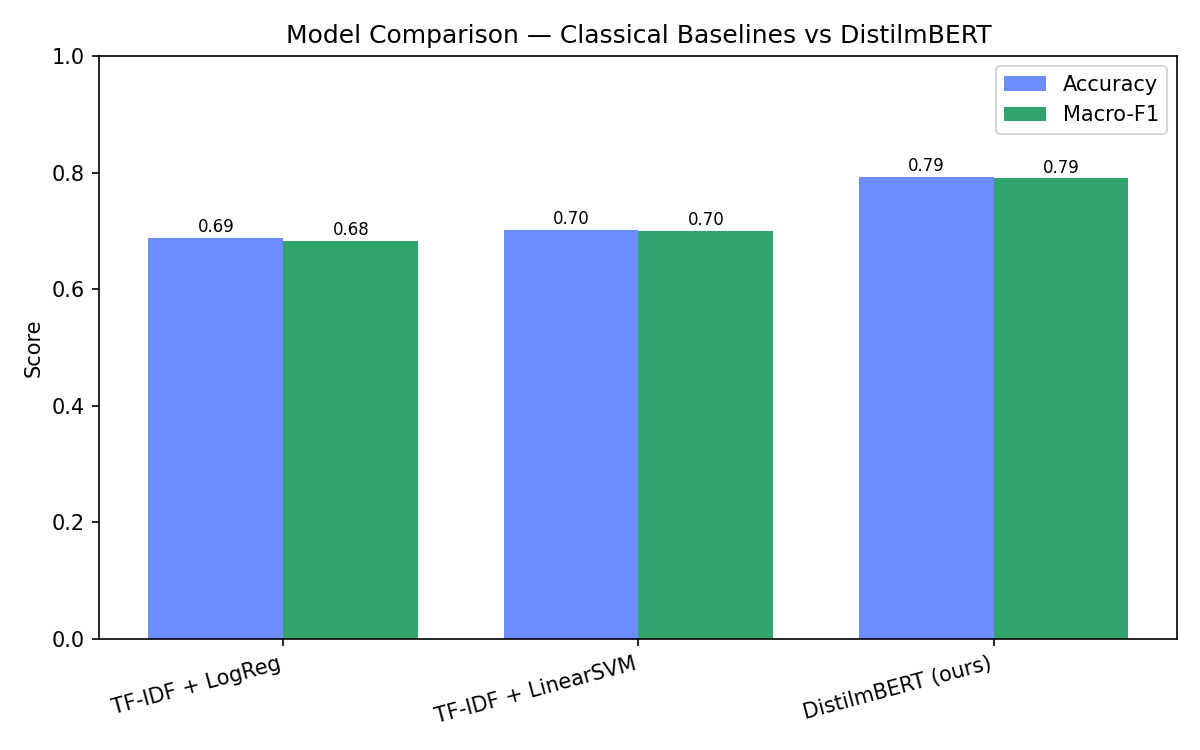 Model Comparison — Classical Baselines vs DistilmBERT
1.0
0.8
0.6
0.4
0.2
0.0
Score
Accuracy
Macro-F1
0.69
0.68
0.70
0.70
0.79
0.79
TF-IDF + LogReg
TF-IDF + LinearSVM
DistilmBERT (ours)